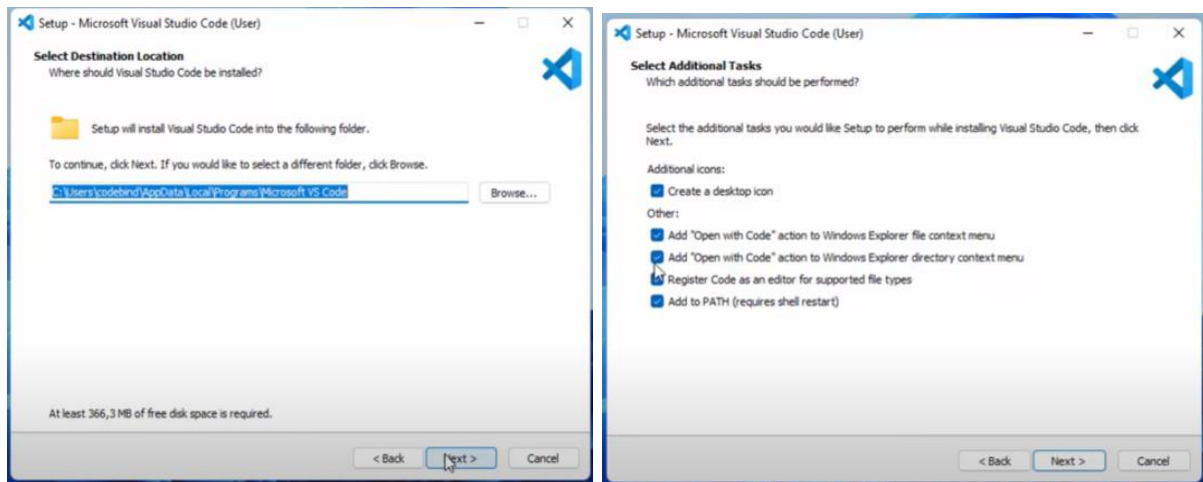 Setup - Microsoft Visual Studio Code (User)
Select Destination Location
Where should Visual Studio Code be installed?
Setup will install Visual Studio Code into the following folder.
To continue, click Next. If you would like to select a different folder, click Browse.
C:\Users\codebind\AppData\Local\Programs\Microsoft VS Code
Browse...
At least 366,3 MB of free disk space is required.
< Back
Next >
Cancel
Setup - Microsoft Visual Studio Code (User)
Select Additional Tasks
Which additional tasks should be performed?
Select the additional tasks you would like Setup to perform while installing Visual Studio Code, then click
Next.
Additional icons:
Create a desktop icon
Other:
Add "Open with Code" action to Windows Explorer file context menu
Add "Open with Code" action to Windows Explorer directory context menu
Register Code as an editor for supported file types
Add to PATH (requires shell restart)
< Back
Next >
Cancel